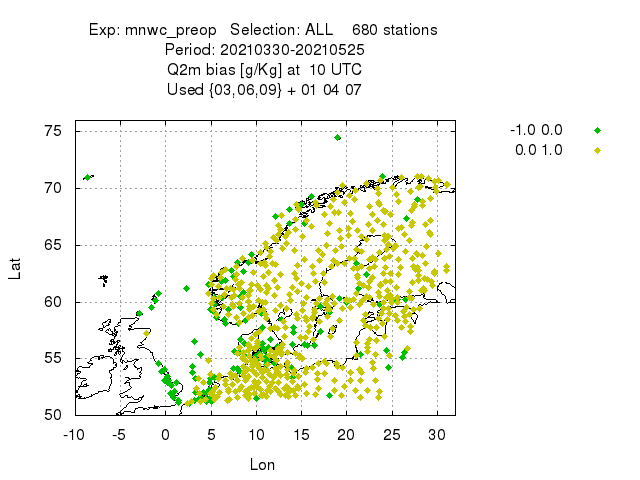 Exp: mnwc_preop Selection: ALL 680 stations
Period: 20210330-20210525
Q2m bias [g/Kg] at 10 UTC
Used {03,06,09} + 01 04 07
-1.0 0.0
0.0 1.0
75
70
65
60
55
50
Lat
-10 -5 0 5 10 15 20 25 30
Lon